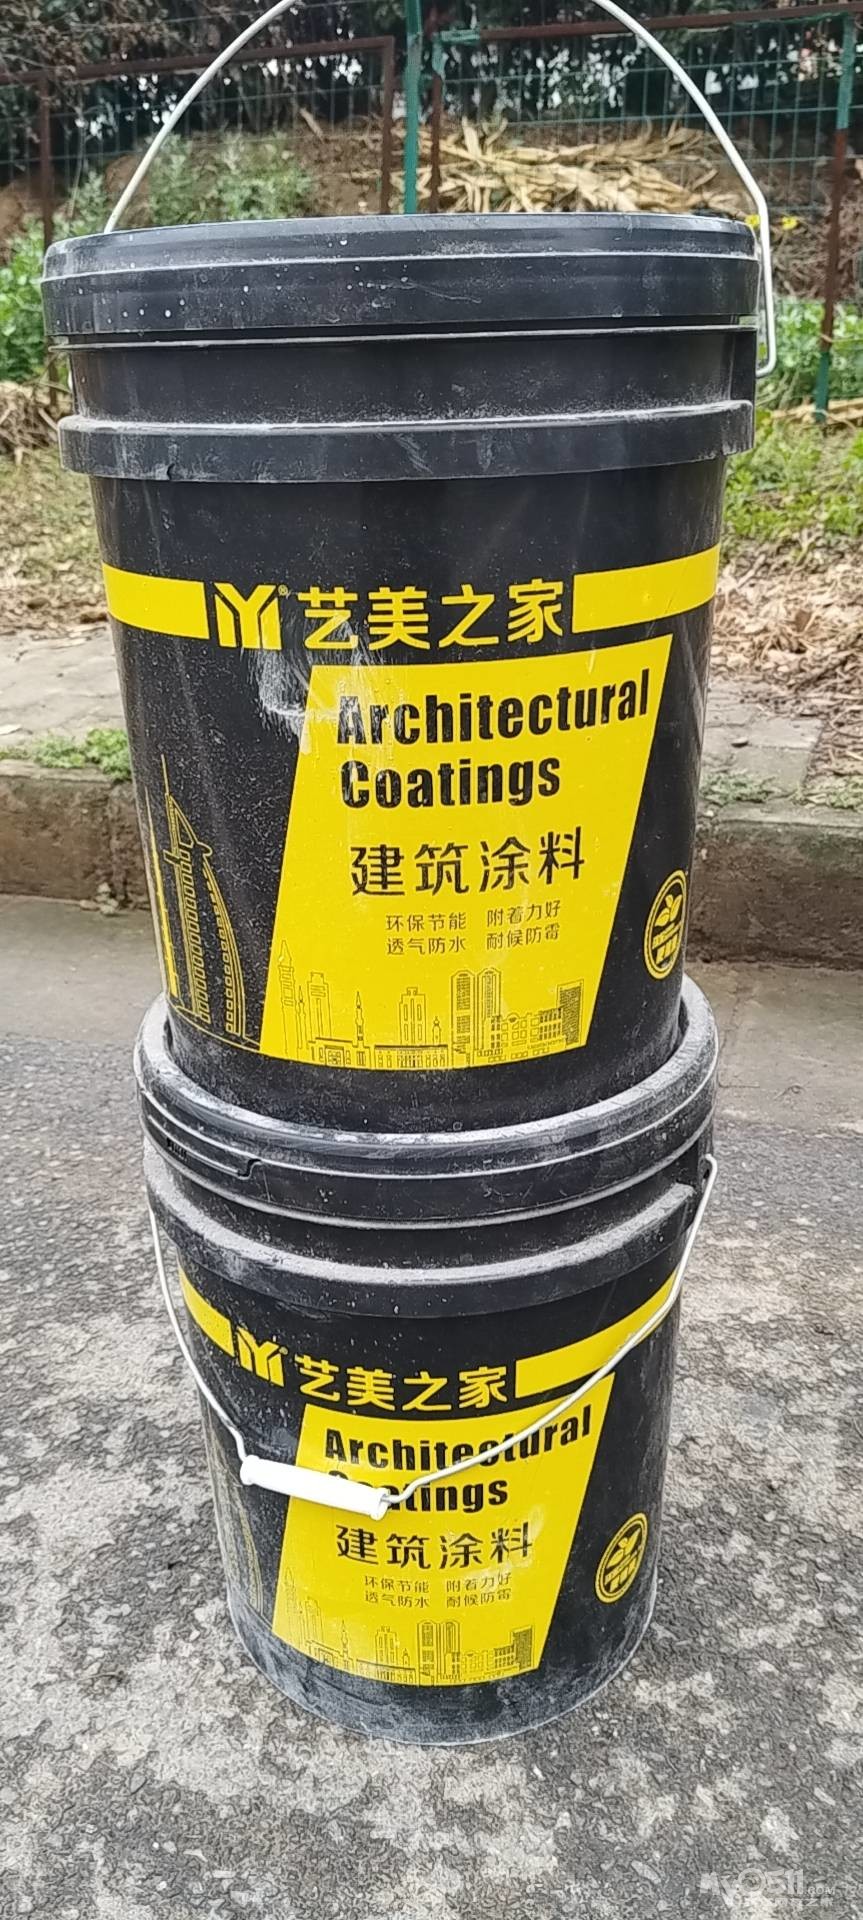 艺美之家
Architectural
Coatings
建筑涂料
环保节能 附着力好
透气防水 耐候防霉
艺美之家
Architectural
Coatings
建筑涂料
环保节能 附着力好
透气防水 耐候防霉